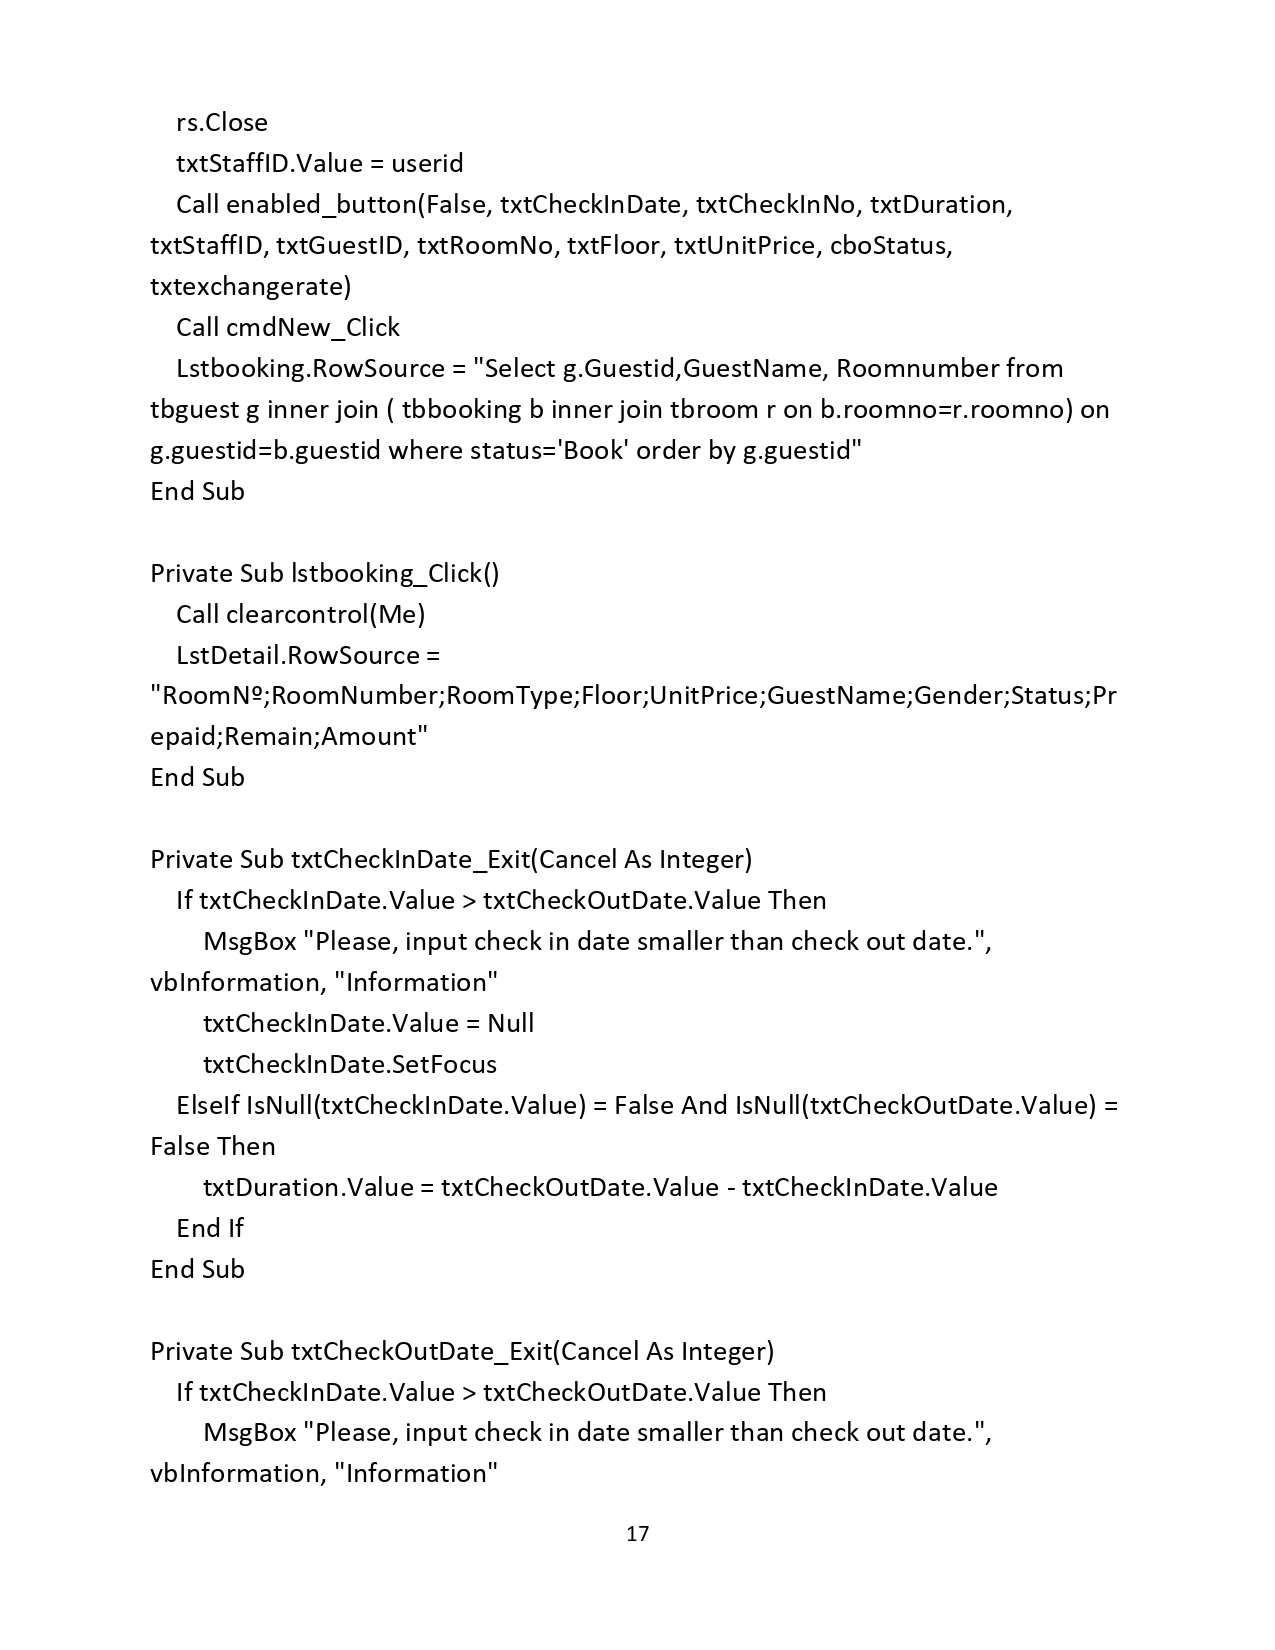 rs.Close
txtStaffID.Value = userid
Call enabled_button(False, txtCheckInDate, txtCheckInNo, txtDuration,
txtStaffID, txtGuestID, txtRoomNo, txtFloor, txtUnitPrice, cboStatus,
txtexchangerate)
Call cmdNew_Click
Lstbooking.RowSource = "Select g.Guestid,GuestName, Roomnumber from
tbguest g inner join ( tbbooking b inner join tbroom r on b.roomno=r.roomno) on
g.guestid=b.guestid where status='Book' order by g.guestid"
End Sub
Private Sub lstbooking_Click()
Call clearcontrol(Me)
LstDetail.RowSource =
"RoomNº;RoomNumber;RoomType;Floor;UnitPrice;GuestName;Gender;Status;Pr
epaid;Remain;Amount"
End Sub
Private Sub txtCheckInDate_Exit(Cancel As Integer)
If txtCheckInDate.Value > txtCheckOutDate.Value Then
MsgBox "Please, input check in date smaller than check out date.",
vbInformation, "Information"
txtCheckInDate.Value = Null
txtCheckInDate.SetFocus
ElseIf IsNull(txtCheckInDate.Value) = False And IsNull(txtCheckOutDate.Value) =
False Then
txtDuration.Value = txtCheckOutDate.Value - txtCheckInDate.Value
End If
End Sub
Private Sub txtCheckOutDate_Exit(Cancel As Integer)
If txtCheckInDate.Value > txtCheckOutDate.Value Then
MsgBox "Please, input check in date smaller than check out date.",
vbInformation, "Information"
17